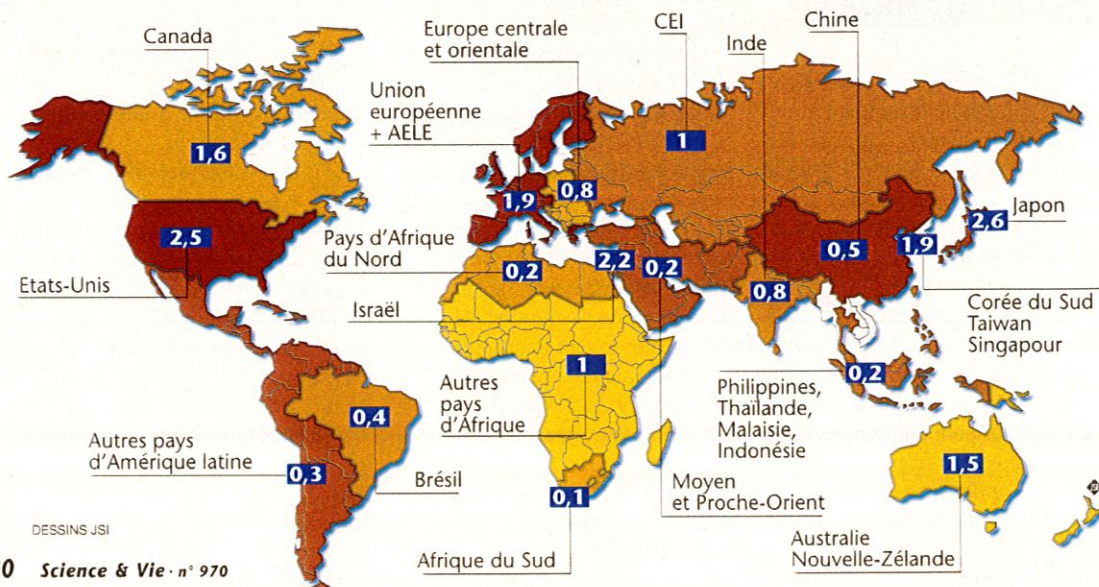 Canada
1,6
Europe centrale
et orientale
CEI
1
Chine
Inde
Union
européenne
+ AELE
1,9
0,8
0,5
1,9
2,6
Japon
2,5
Etats-Unis
Pays d'Afrique
du Nord
0,2
2,2
0,2
0,8
Israël
Corée du Sud
Taiwan
Singapour
0,2
Philippines,
Thaïlande,
Malaisie,
Indonésie
1
Autres
pays
d'Afrique
0,4
Autres pays
d'Amérique latine
0,3
Brésil
0,1
Moyen
et Proche-Orient
1,5
Australie
Nouvelle-Zélande
Afrique du Sud
DESSINS JSI
0 Science & Vie · n° 970